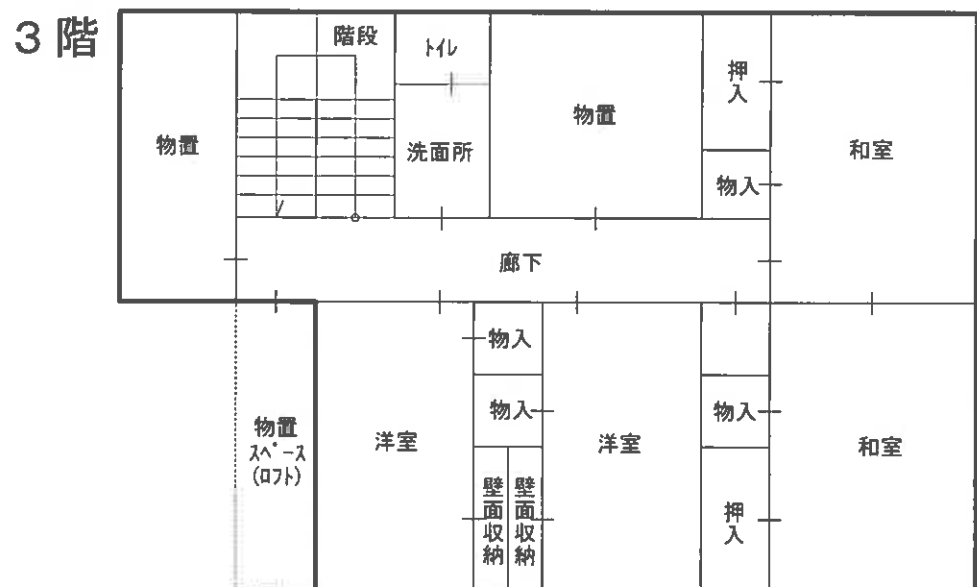 3階
階段
トイレ
押入
物置
洗面所
物置
物入
和室
廊下
物入
物入
物入
物置
スペース
(ロフト)
洋室
洋室
和室
壁面収納
壁面収納
押入